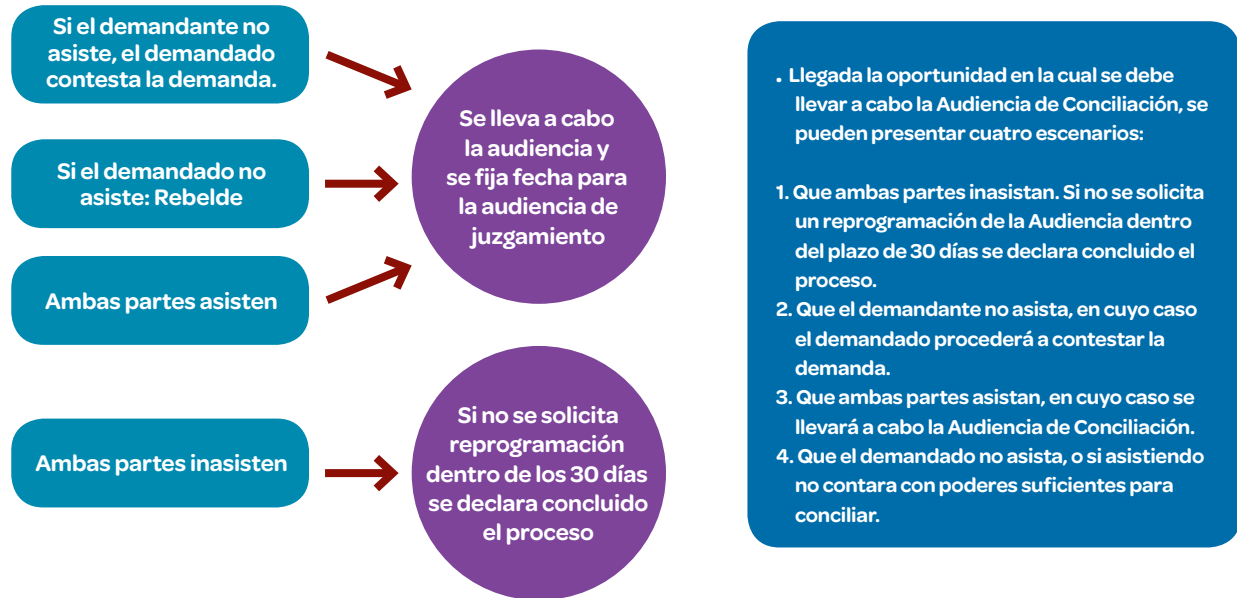 Si el demandante no
asiste, el demandado
contesta la demanda.
Si el demandado no
asiste: Rebelde
Ambas partes asisten
Se lleva a cabo
la audiencia y
se fija fecha para
la audiencia de
juzgamiento
Ambas partes inasisten
Si no se solicita
reprogramación
dentro de los 30 días
se declara concluido
el proceso
. Llegada la oportunidad en la cual se debe
llevar a cabo la Audiencia de Conciliación, se
pueden presentar cuatro escenarios:
1. Que ambas partes inasistan. Si no se solicita
un reprogramación de la Audiencia dentro
del plazo de 30 días se declara concluido el
proceso.
2. Que el demandante no asista, en cuyo caso
el demandado procederá a contestar la
demanda.
3. Que ambas partes asistan, en cuyo caso se
llevará a cabo la Audiencia de Conciliación.
4. Que el demandado no asista, o si asistiendo
no contara con poderes suficientes para
conciliar.